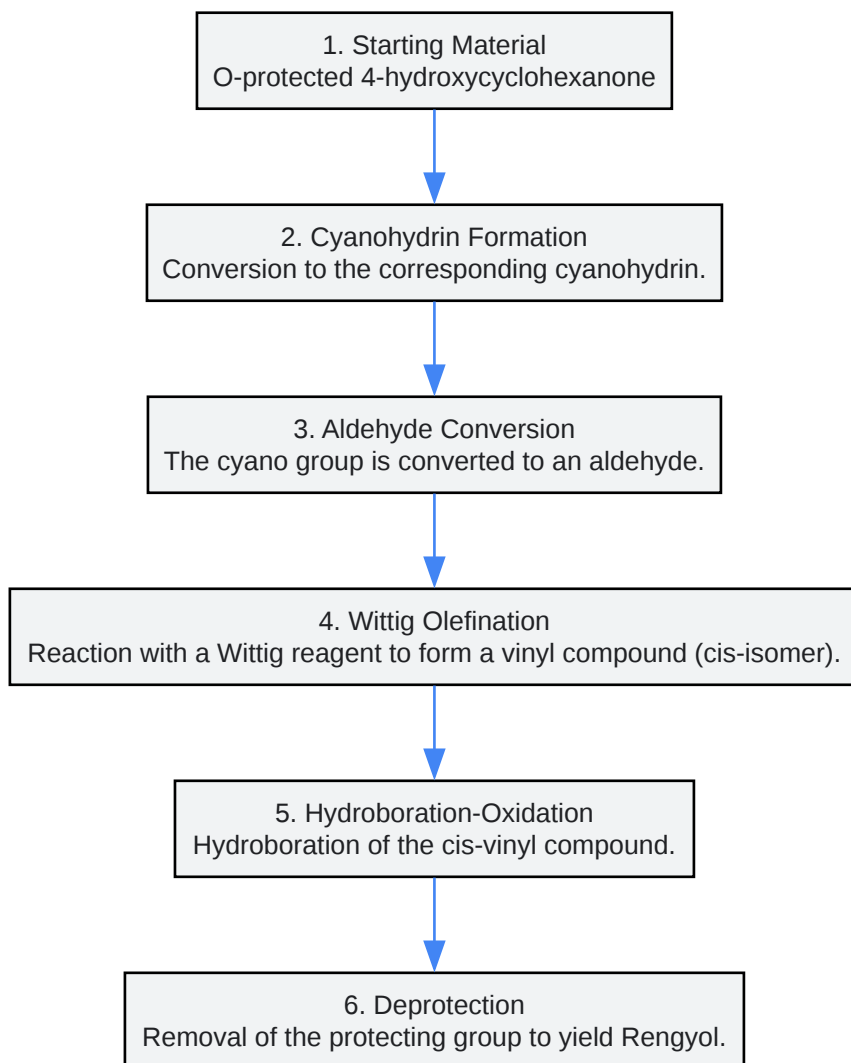 1. Starting Material
O-protected 4-hydroxycyclohexanone
2. Cyanohydrin Formation
Conversion to the corresponding cyanohydrin.
3. Aldehyde Conversion
The cyano group is converted to an aldehyde.
4. Wittig Olefination
Reaction with a Wittig reagent to form a vinyl compound (cis-isomer).
5. Hydroboration-Oxidation
Hydroboration of the cis-vinyl compound.
6. Deprotection
Removal of the protecting group to yield Rengyol.